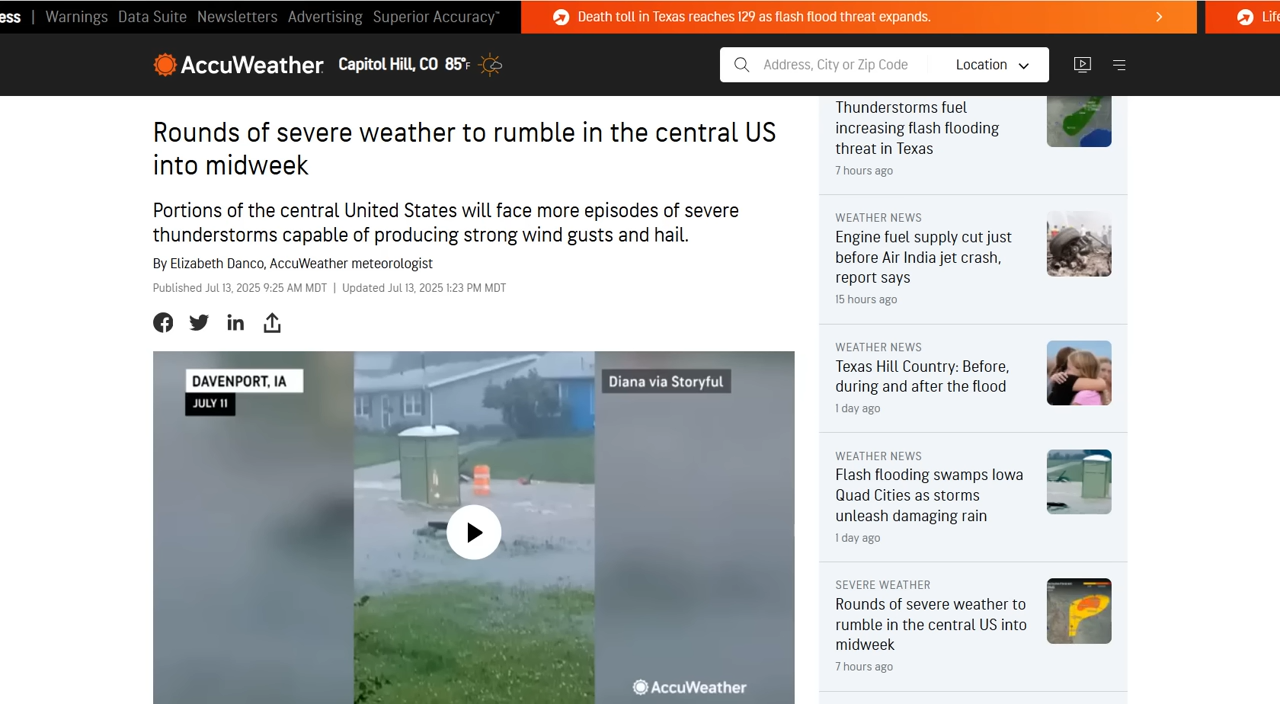 ess | Warnings Data Suite Newsletters Advertising Superior Accuracy™
Death toll in Texas reaches 129 as flash flood threat expands.
Life
AccuWeather
Capitol Hill, CO 85°F
Address, City or Zip Code
Location
Rounds of severe weather to rumble in the central US
into midweek
Portions of the central United States will face more episodes of severe
thunderstorms capable of producing strong wind gusts and hail.
By Elizabeth Danco, AccuWeather meteorologist
Published Jul 13, 2025 9:25 AM MDT | Updated Jul 13, 2025 1:23 PM MDT
DAVENPORT, IA
JULY 11
Diana via Storyful
AccuWeather
Thunderstorms fuel
increasing flash flooding
threat in Texas
7 hours ago
WEATHER NEWS
Engine fuel supply cut just
before Air India jet crash,
report says
15 hours ago
WEATHER NEWS
Texas Hill Country: Before,
during and after the flood
1 day ago
WEATHER NEWS
Flash flooding swamps Iowa
Quad Cities as storms
unleash damaging rain
1 day ago
SEVERE WEATHER
Rounds of severe weather to
rumble in the central US into
midweek
7 hours ago